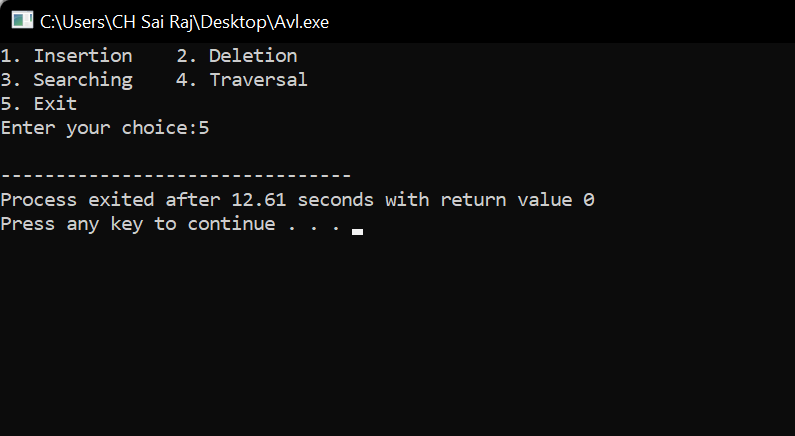 C:\Users\CH Sai Raj\Desktop\Avl.exe
1. Insertion    2. Deletion
3. Searching    4. Traversal
5. Exit
Enter your choice:5
--------------------------------
Process exited after 12.61 seconds with return value 0
Press any key to continue . . .